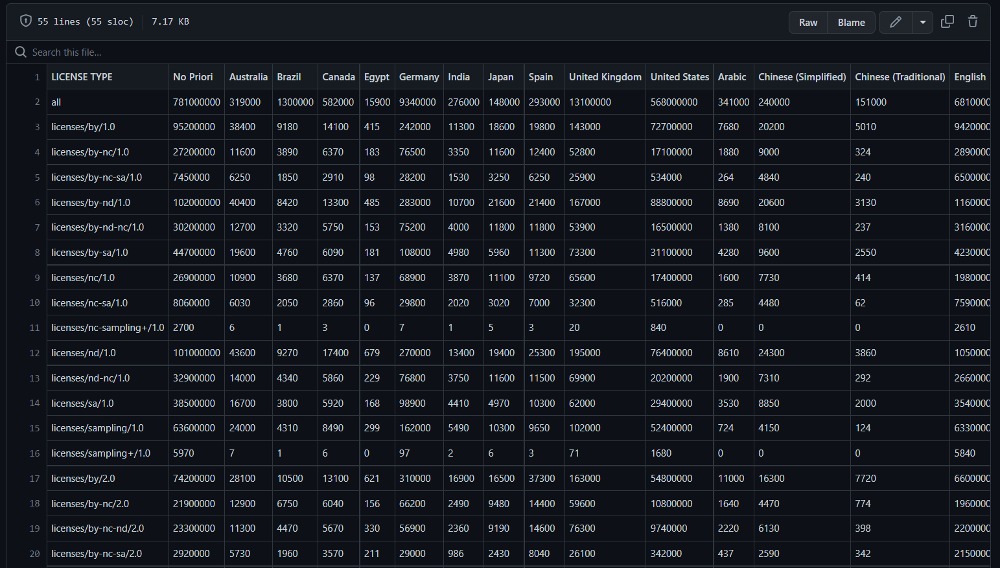 55 lines (55 sloc) 7.17 KB Raw Blame
Search this file...
1 LICENSE TYPE No Priori Australia Brazil Canada Egypt Germany India Japan Spain United Kingdom United States Arabic Chinese (Simplified) Chinese (Traditional) English
2 all 781000000 319000 1300000 582000 15900 9340000 276000 148000 293000 13100000 568000000 341000 240000 151000 6810000
3 licenses/by/1.0 95200000 38400 9180 14100 415 242000 11300 18600 19800 143000 72700000 7680 20200 5010 9420000
4 licenses/by-nc/1.0 27200000 11600 3890 6370 183 76500 3350 11600 12400 52800 17100000 1880 9000 324 2890000
5 licenses/by-nc-sa/1.0 7450000 6250 1850 2910 98 28200 1530 3250 6250 25900 534000 264 4840 240 6500000
6 licenses/by-nd/1.0 102000000 40400 8420 13300 485 283000 10700 21600 21400 167000 88800000 8690 20600 3130 1160000
7 licenses/by-nd-nc/1.0 30200000 12700 3320 5750 153 75200 4000 11800 11800 53900 16500000 1380 8100 237 3160000
8 licenses/by-sa/1.0 44700000 19600 4760 6090 181 108000 4980 5960 11300 73300 31100000 4280 9600 2550 4230000
9 licenses/nc/1.0 26900000 10900 3680 6370 137 68900 3870 11100 9720 65600 17400000 1600 7730 414 1980000
10 licenses/nc-sa/1.0 8060000 6030 2050 2860 96 29800 2020 3020 7000 32300 516000 285 4480 62 7590000
11 licenses/nc-sampling+/1.0 2700 6 1 3 0 7 1 5 3 20 840 0 0 0 2610
12 licenses/nd/1.0 101000000 43600 9270 17400 679 270000 13400 19400 25300 195000 76400000 8610 24300 3860 1050000
13 licenses/nd-nc/1.0 32900000 14000 4340 5860 229 76800 3750 11600 11500 69900 20200000 1900 7310 292 2660000
14 licenses/sa/1.0 38500000 16700 3800 5920 168 98900 4410 4970 10300 62000 29400000 3530 8850 2000 3540000
15 licenses/sampling/1.0 63600000 24000 4310 8490 299 162000 5490 10300 9650 102000 52400000 724 4150 124 6330000
16 licenses/sampling+/1.0 5970 7 1 6 0 97 2 6 3 71 1680 0 0 0 5840
17 licenses/by/2.0 74200000 28100 10500 13100 621 310000 16900 16500 37300 163000 54800000 11000 16300 7720 6600000
18 licenses/by-nc/2.0 21900000 12900 6750 6040 156 66200 2490 9480 14400 59600 10800000 1640 4470 774 1960000
19 licenses/by-nc-nd/2.0 23300000 11300 4470 5670 330 56900 2360 9190 14600 76300 9740000 2220 6130 398 2200000
20 licenses/by-nc-sa/2.0 2920000 5730 1960 3570 211 29000 986 2430 8040 26100 342000 437 2590 342 2150000